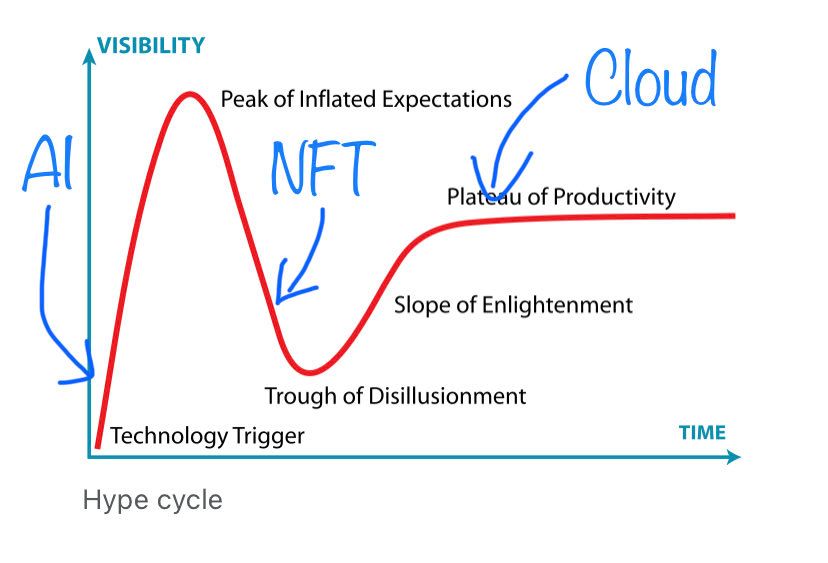 VISIBILITY
Cloud
Peak of Inflated Expectations
AI
NFT
Plateau of Productivity
Slope of Enlightenment
Trough of Disillusionment
Technology Trigger
TIME
Hype cycle